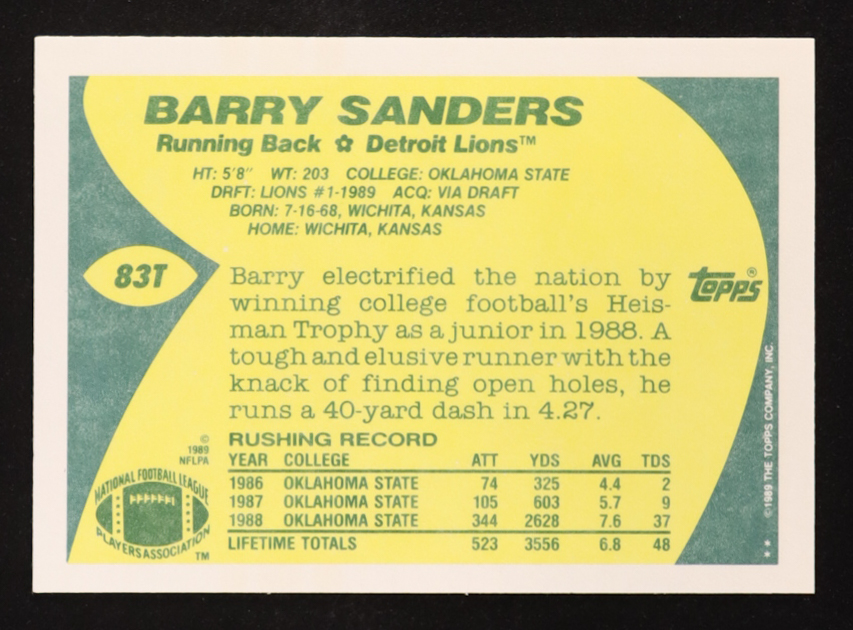 BARRY SANDERS
Running Back ✿ Detroit Lions™
HT: 5'8" WT: 203 COLLEGE: OKLAHOMA STATE
DRFT: LIONS #1-1989 ACQ: VIA DRAFT
BORN: 7-16-68, WICHITA, KANSAS
HOME: WICHITA, KANSAS
83T
topps®
Barry electrified the nation by
winning college football's Heis-
man Trophy as a junior in 1988. A
tough and elusive runner with the
knack of finding open holes, he
runs a 40-yard dash in 4.27.
RUSHING RECORD
YEAR COLLEGE ATT YDS AVG TDS
1986 OKLAHOMA STATE 74 325 4.4 2
1987 OKLAHOMA STATE 105 603 5.7 9
1988 OKLAHOMA STATE 344 2628 7.6 37
LIFETIME TOTALS 523 3556 6.8 48
©
1989
NFLPA
NATIONAL FOOTBALL LEAGUE
PLAYERS ASSOCIATION
TM
* * ©1989 THE TOPPS COMPANY, INC.